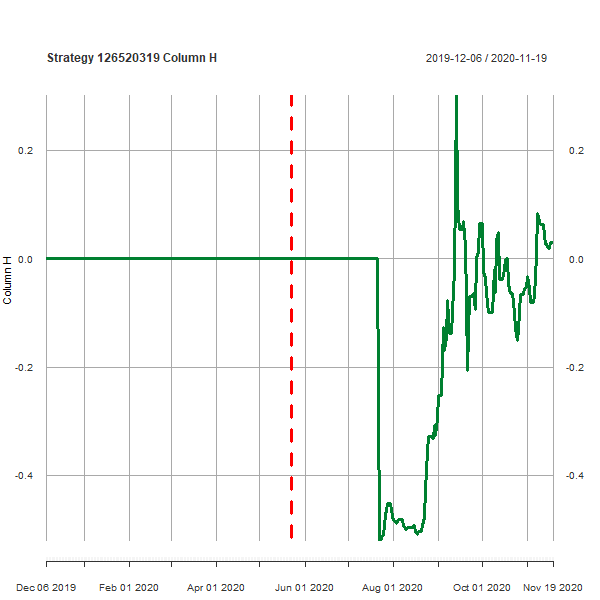 Strategy 126520319 Column H
2019-12-06 / 2020-11-19
0.2
0.2
0.0
0.0
Column H
-0.2
-0.2
-0.4
-0.4
Dec 06 2019
Feb 01 2020
Apr 01 2020
Jun 01 2020
Aug 01 2020
Oct 01 2020
Nov 19 2020